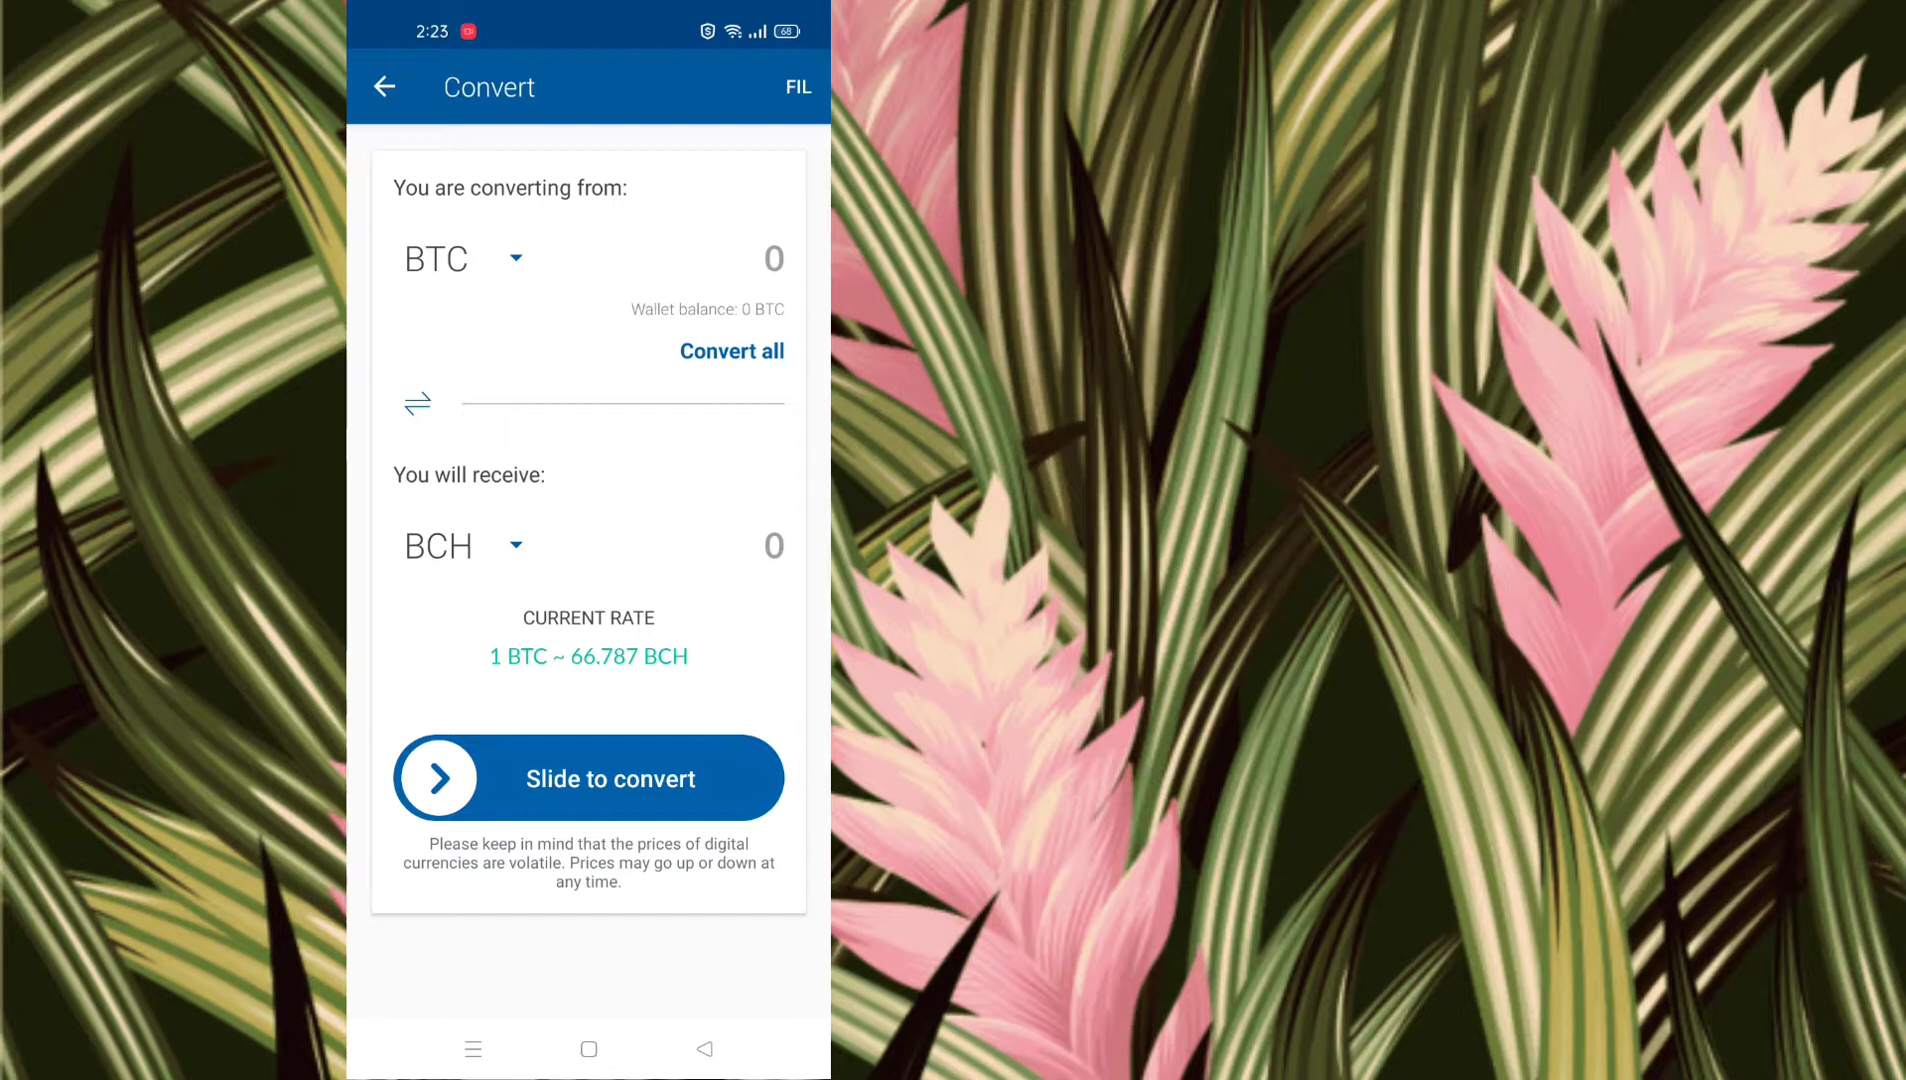 2:23
68
Convert
FIL
You are converting from:
BTC
0
Wallet balance: 0 BTC
Convert all
You will receive:
BCH
0
CURRENT RATE
1 BTC ~ 66.787 BCH
Slide to convert
Please keep in mind that the prices of digital
currencies are volatile. Prices may go up or down at
any time.